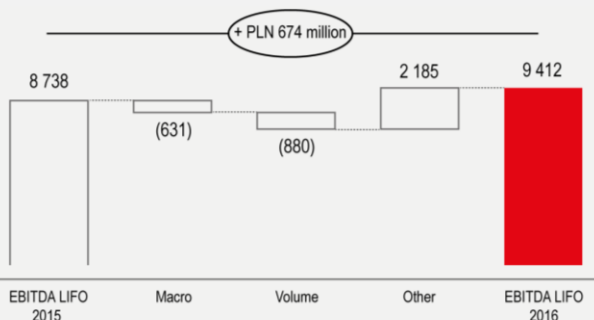 + PLN 674 million
8 738
(631)
(880)
2 185
9 412
EBITDA LIFO
2015
Macro
Volume
Other
EBITDA LIFO
2016